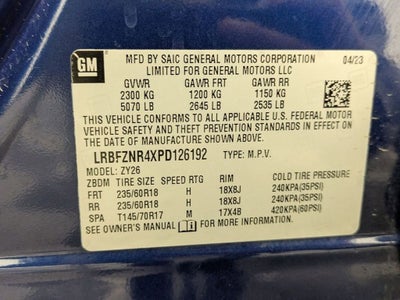 GM
MFD BY SAIC GENERAL MOTORS CORPORATION 04/23
LIMITED FOR GENERAL MOTORS LLC
GVWR GAWR FRT GAWR RR
2300 KG 1200 KG 1150 KG
5070 LB 2645 LB 2535 LB
THIS VEHICLE CONFORMS TO ALL APPLICABLE U.S. FEDERAL MOTOR
VEHICLE SAFETY, BUMPER, AND THEFT PREVENTION STANDARDS IN EFFECT ON
THE DATE OF MANUFACTURE SHOWN ABOVE.
LRBFZNR4XPD126192 TYPE: M.P.V.
MODEL: ZY26
ZBDM TIRE SIZE SPEED RTG RIM COLD TIRE PRESSURE
FRT 235/60R18 H 18X8J 240KPA(35PSI)
RR 235/60R18 H 18X8J 240KPA(35PSI)
SPA T145/70R17 M 17X4B 420KPA(60PSI)
SEE OWNER'S MANUAL FOR MORE INFORMATION.